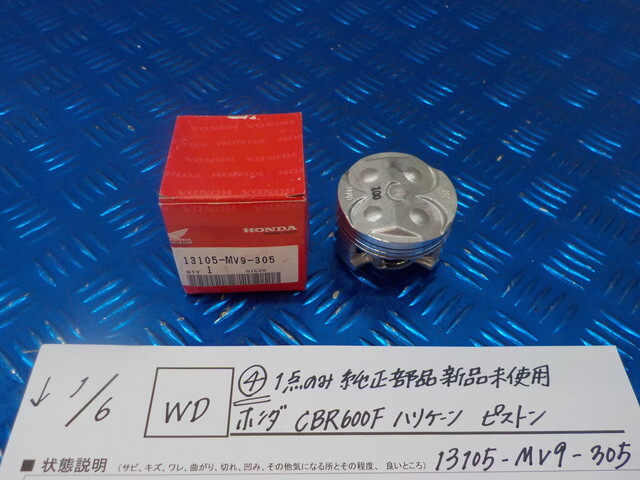 HONDA
13105-MV9-305
QTY 1
100
↓ 1/6
WD
④ 1点のみ 純正部品 新品未使用
ホンダ CBR600F ハリケーン ピストン
13105-MV9-305
■ 状態説明 （サビ、キズ、ワレ、曲がり、切れ、凹み、その他気になる所とその程度、良いところ）